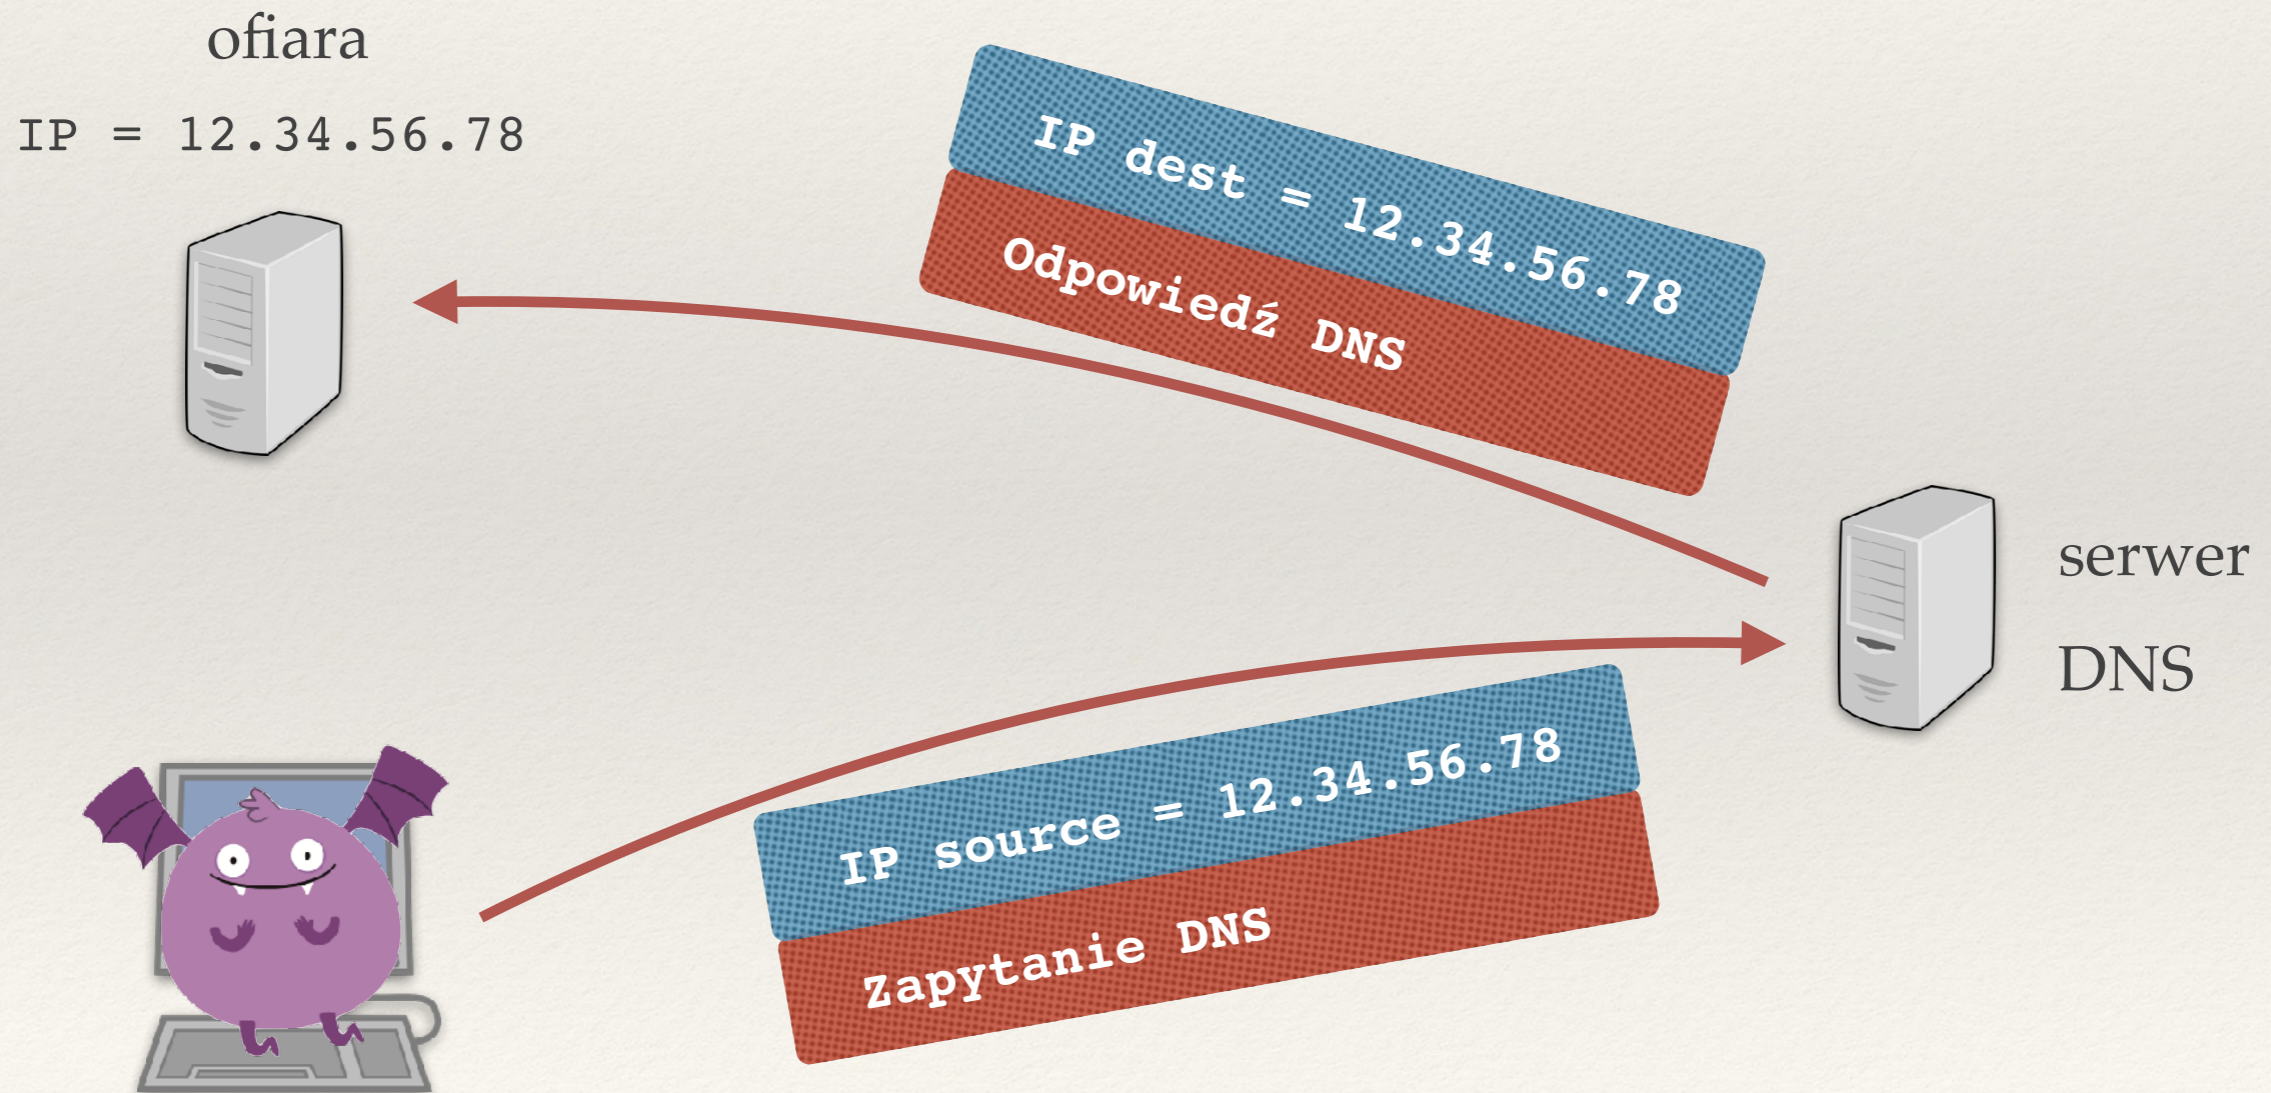 ofiara
IP = 12.34.56.78
IP dest = 12.34.56.78
Odpowiedź DNS
serwer
DNS
IP source = 12.34.56.78
Zapytanie DNS